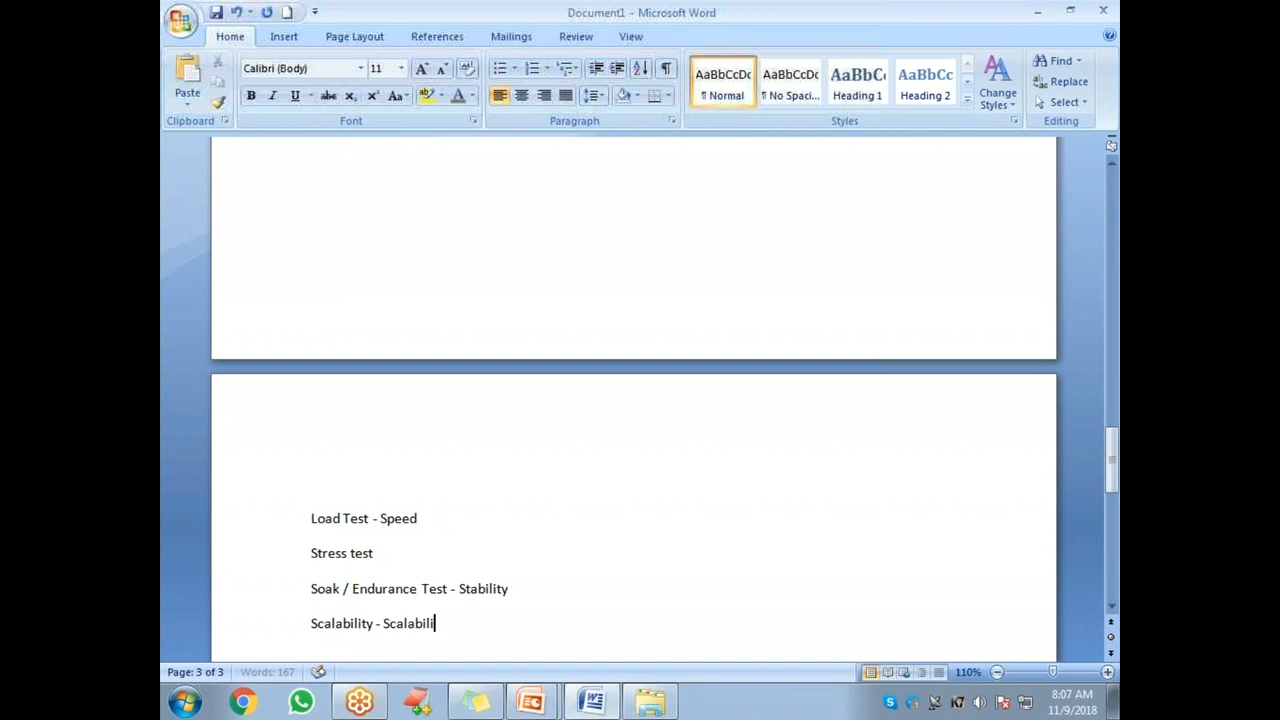 Document1 - Microsoft Word
Home Insert Page Layout References Mailings Review View
Paste
Calibri (Body) 11
AaBbCcDc AaBbCcDc AaBbCc AaBbCc
¶ Normal ¶ No Spaci... Heading 1 Heading 2
Change Styles
Find
Replace
Select
Clipboard Font Paragraph Styles Editing
Load Test - Speed
Stress test
Soak / Endurance Test - Stability
Scalability - Scalabili
Page: 3 of 3 Words: 167 110%
8:07 AM
11/9/2018